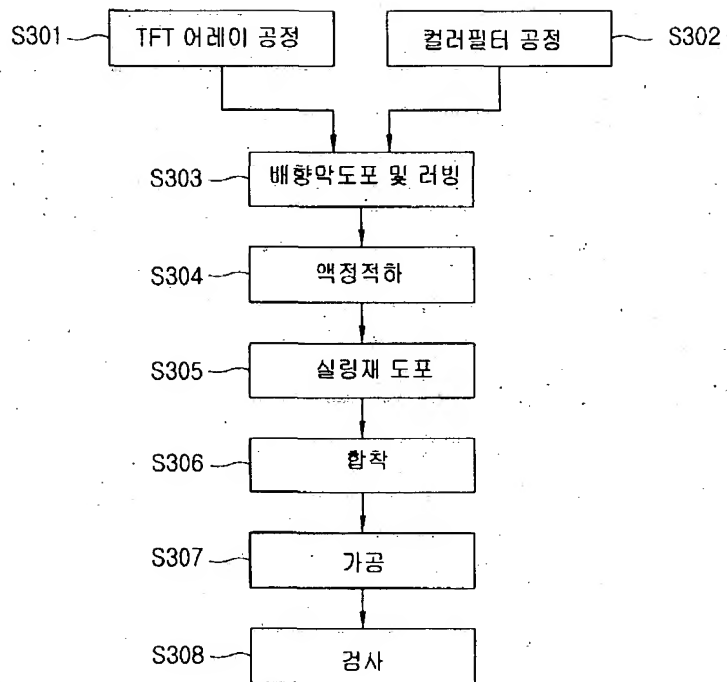 S301 TFT 어레이 공정 컬러필터 공정 S302
S303 배향막도포 및 러빙
S304 액정적하
S305 실링재 도포
S306 합착
S307 가공
S308 검사